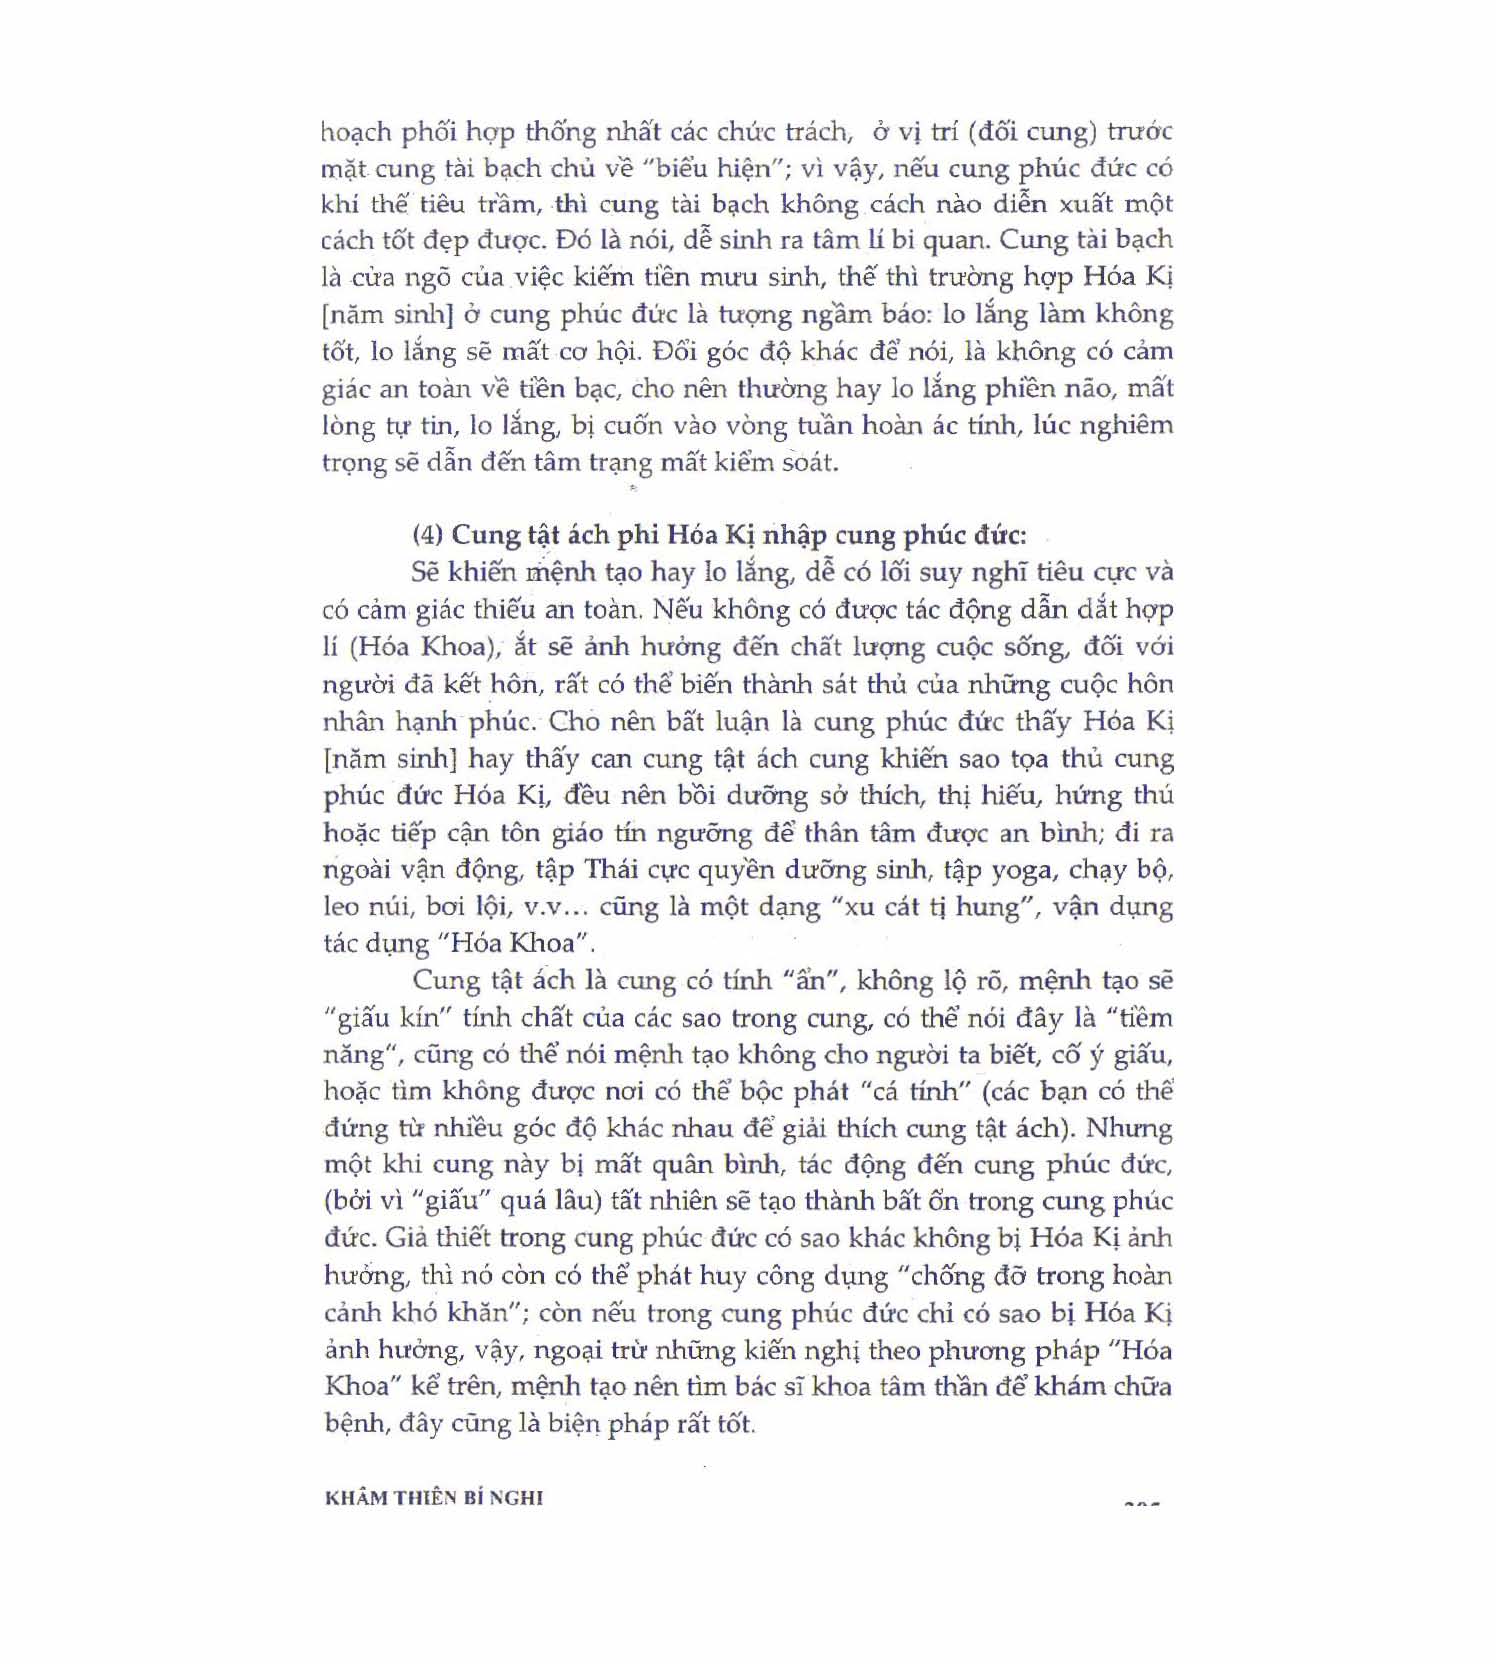 hoạch phối hợp thống nhất các chức trách, ở vị trí (đối cung) trước
mặt cung tài bạch chủ về "biểu hiện"; vì vậy, nếu cung phúc đức có
khí thế tiêu trầm, thì cung tài bạch không cách nào diễn xuất một
cách tốt đẹp được. Đó là nói, dễ sinh ra tâm lí bi quan. Cung tài bạch
là cửa ngõ của việc kiếm tiền mưu sinh, thế thì trường hợp Hóa Kị
[năm sinh] ở cung phúc đức là tượng ngầm báo: lo lắng làm không
tốt, lo lắng sẽ mất cơ hội. Đổi góc độ khác để nói, là không có cảm
giác an toàn về tiền bạc, cho nên thường hay lo lắng phiền não, mất
lòng tự tin, lo lắng, bị cuốn vào vòng tuần hoàn ác tính, lúc nghiêm
trọng sẽ dẫn đến tâm trạng mất kiểm soát.
(4) Cung tật ách phi Hóa Kị nhập cung phúc đức:
Sẽ khiến mệnh tạo hay lo lắng, dễ có lối suy nghĩ tiêu cực và
có cảm giác thiếu an toàn. Nếu không có được tác động dẫn dắt hợp
lí (Hóa Khoa), ắt sẽ ảnh hưởng đến chất lượng cuộc sống, đối với
người đã kết hôn, rất có thể biến thành sát thủ của những cuộc hôn
nhân hạnh phúc. Cho nên bất luận là cung phúc đức thấy Hóa Kị
[năm sinh] hay thấy can cung tật ách cung khiến sao tọa thủ cung
phúc đức Hóa Kị, đều nên bồi dưỡng sở thích, thị hiếu, hứng thú
hoặc tiếp cận tôn giáo tín ngưỡng để thân tâm được an bình; đi ra
ngoài vận động, tập Thái cực quyền dưỡng sinh, tập yoga, chạy bộ,
leo núi, bơi lội, v.v... cũng là một dạng "xu cát tị hung", vận dụng
tác dụng "Hóa Khoa".
Cung tật ách là cung có tính "ẩn", không lộ rõ, mệnh tạo sẽ
"giấu kín" tính chất của các sao trong cung, có thể nói đây là "tiềm
năng", cũng có thể nói mệnh tạo không cho người ta biết, cố ý giấu,
hoặc tìm không được nơi có thể bộc phát "cá tính" (các bạn có thể
đứng từ nhiều góc độ khác nhau để giải thích cung tật ách). Nhưng
một khi cung này bị mất quân bình, tác động đến cung phúc đức,
(bởi vì "giấu" quá lâu) tất nhiên sẽ tạo thành bất ổn trong cung phúc
đức. Giả thiết trong cung phúc đức có sao khác không bị Hóa Kị ảnh
hưởng, thì nó còn có thể phát huy công dụng "chống đỡ trong hoàn
cảnh khó khăn"; còn nếu trong cung phúc đức chỉ có sao bị Hóa Kị
ảnh hưởng, vậy, ngoại trừ những kiến nghị theo phương pháp "Hóa
Khoa" kể trên, mệnh tạo nên tìm bác sĩ khoa tâm thần để khám chữa
bệnh, đây cũng là biện pháp rất tốt.
KHÂM THIÊN BÍ NGHI